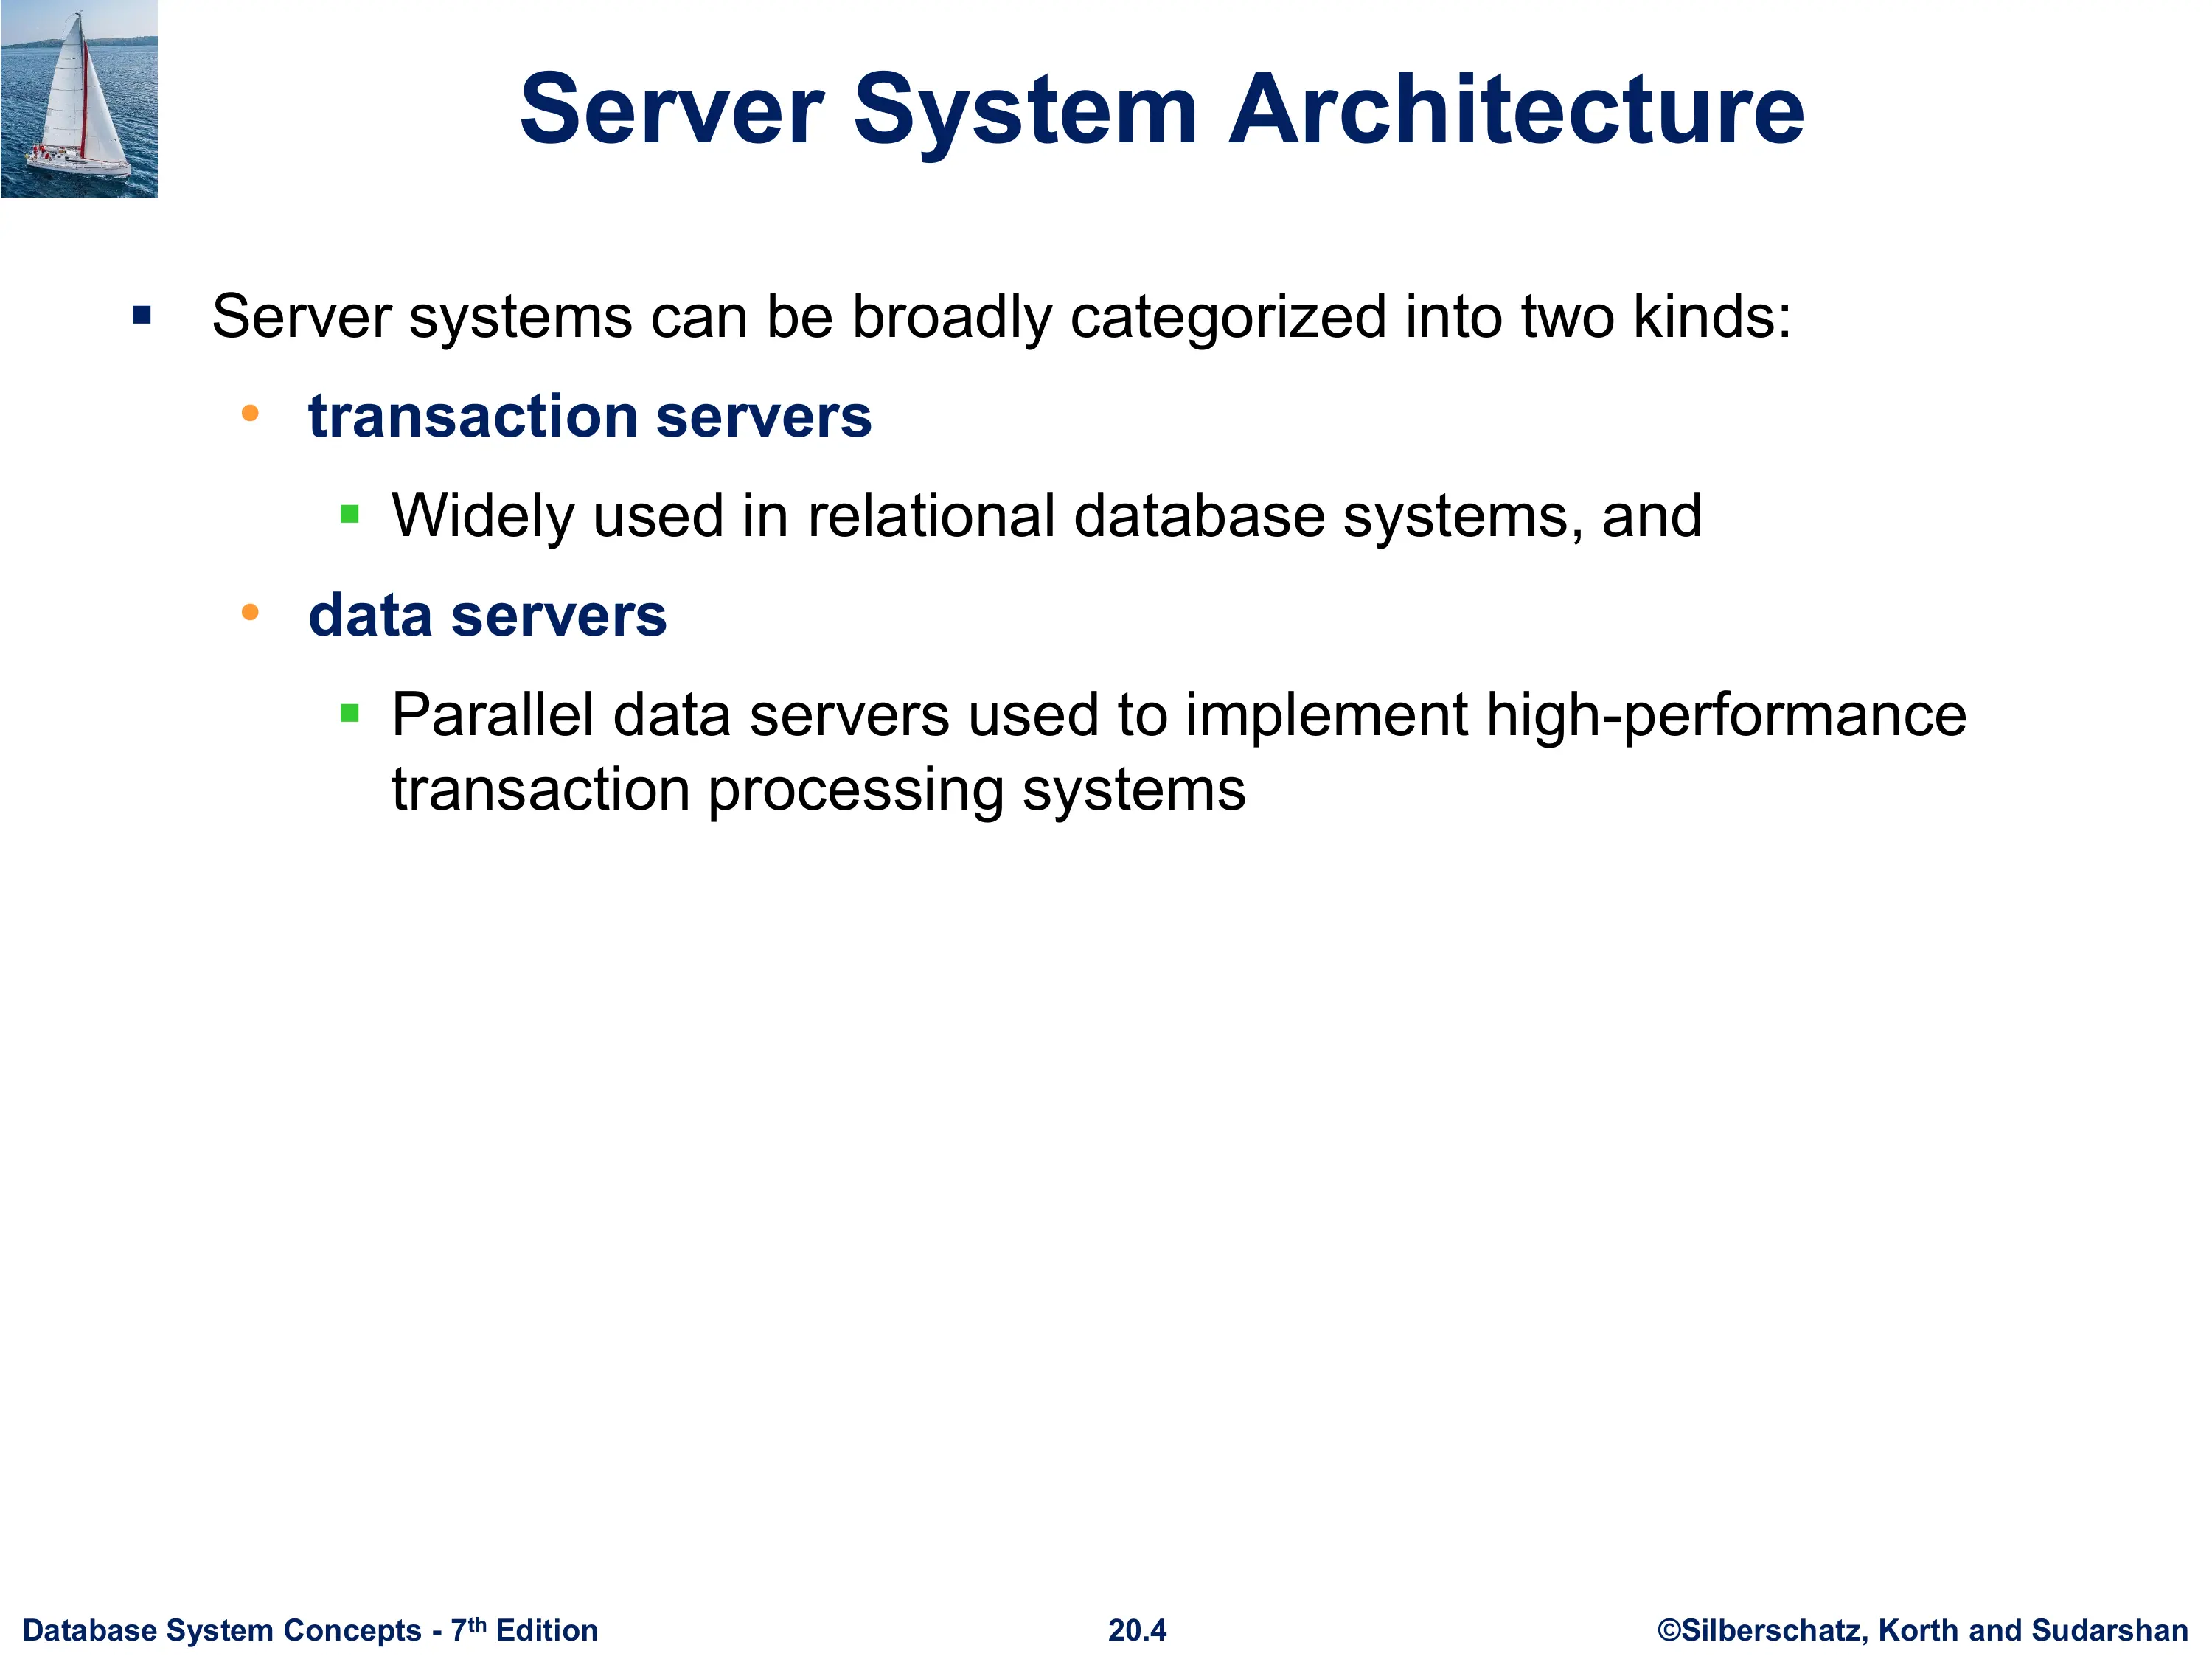 Server System Architecture
▪ Server systems can be broadly categorized into two kinds:
• transaction servers
▪ Widely used in relational database systems, and
• data servers
▪ Parallel data servers used to implement high-performance
transaction processing systems
Database System Concepts - 7th Edition
20.4
©Silberschatz, Korth and Sudarshan